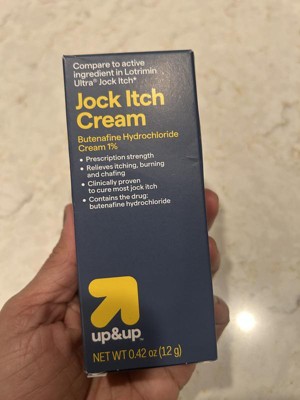 Compare to active
ingredient in Lotrimin
Ultra® Jock Itch*
Jock Itch
Cream
Butenafine Hydrochloride
Cream 1%
• Prescription strength
• Relieves itching, burning
and chafing
• Clinically proven
to cure most jock itch
• Contains the drug:
butenafine hydrochloride
up&up™
NET WT 0.42 oz (12 g)